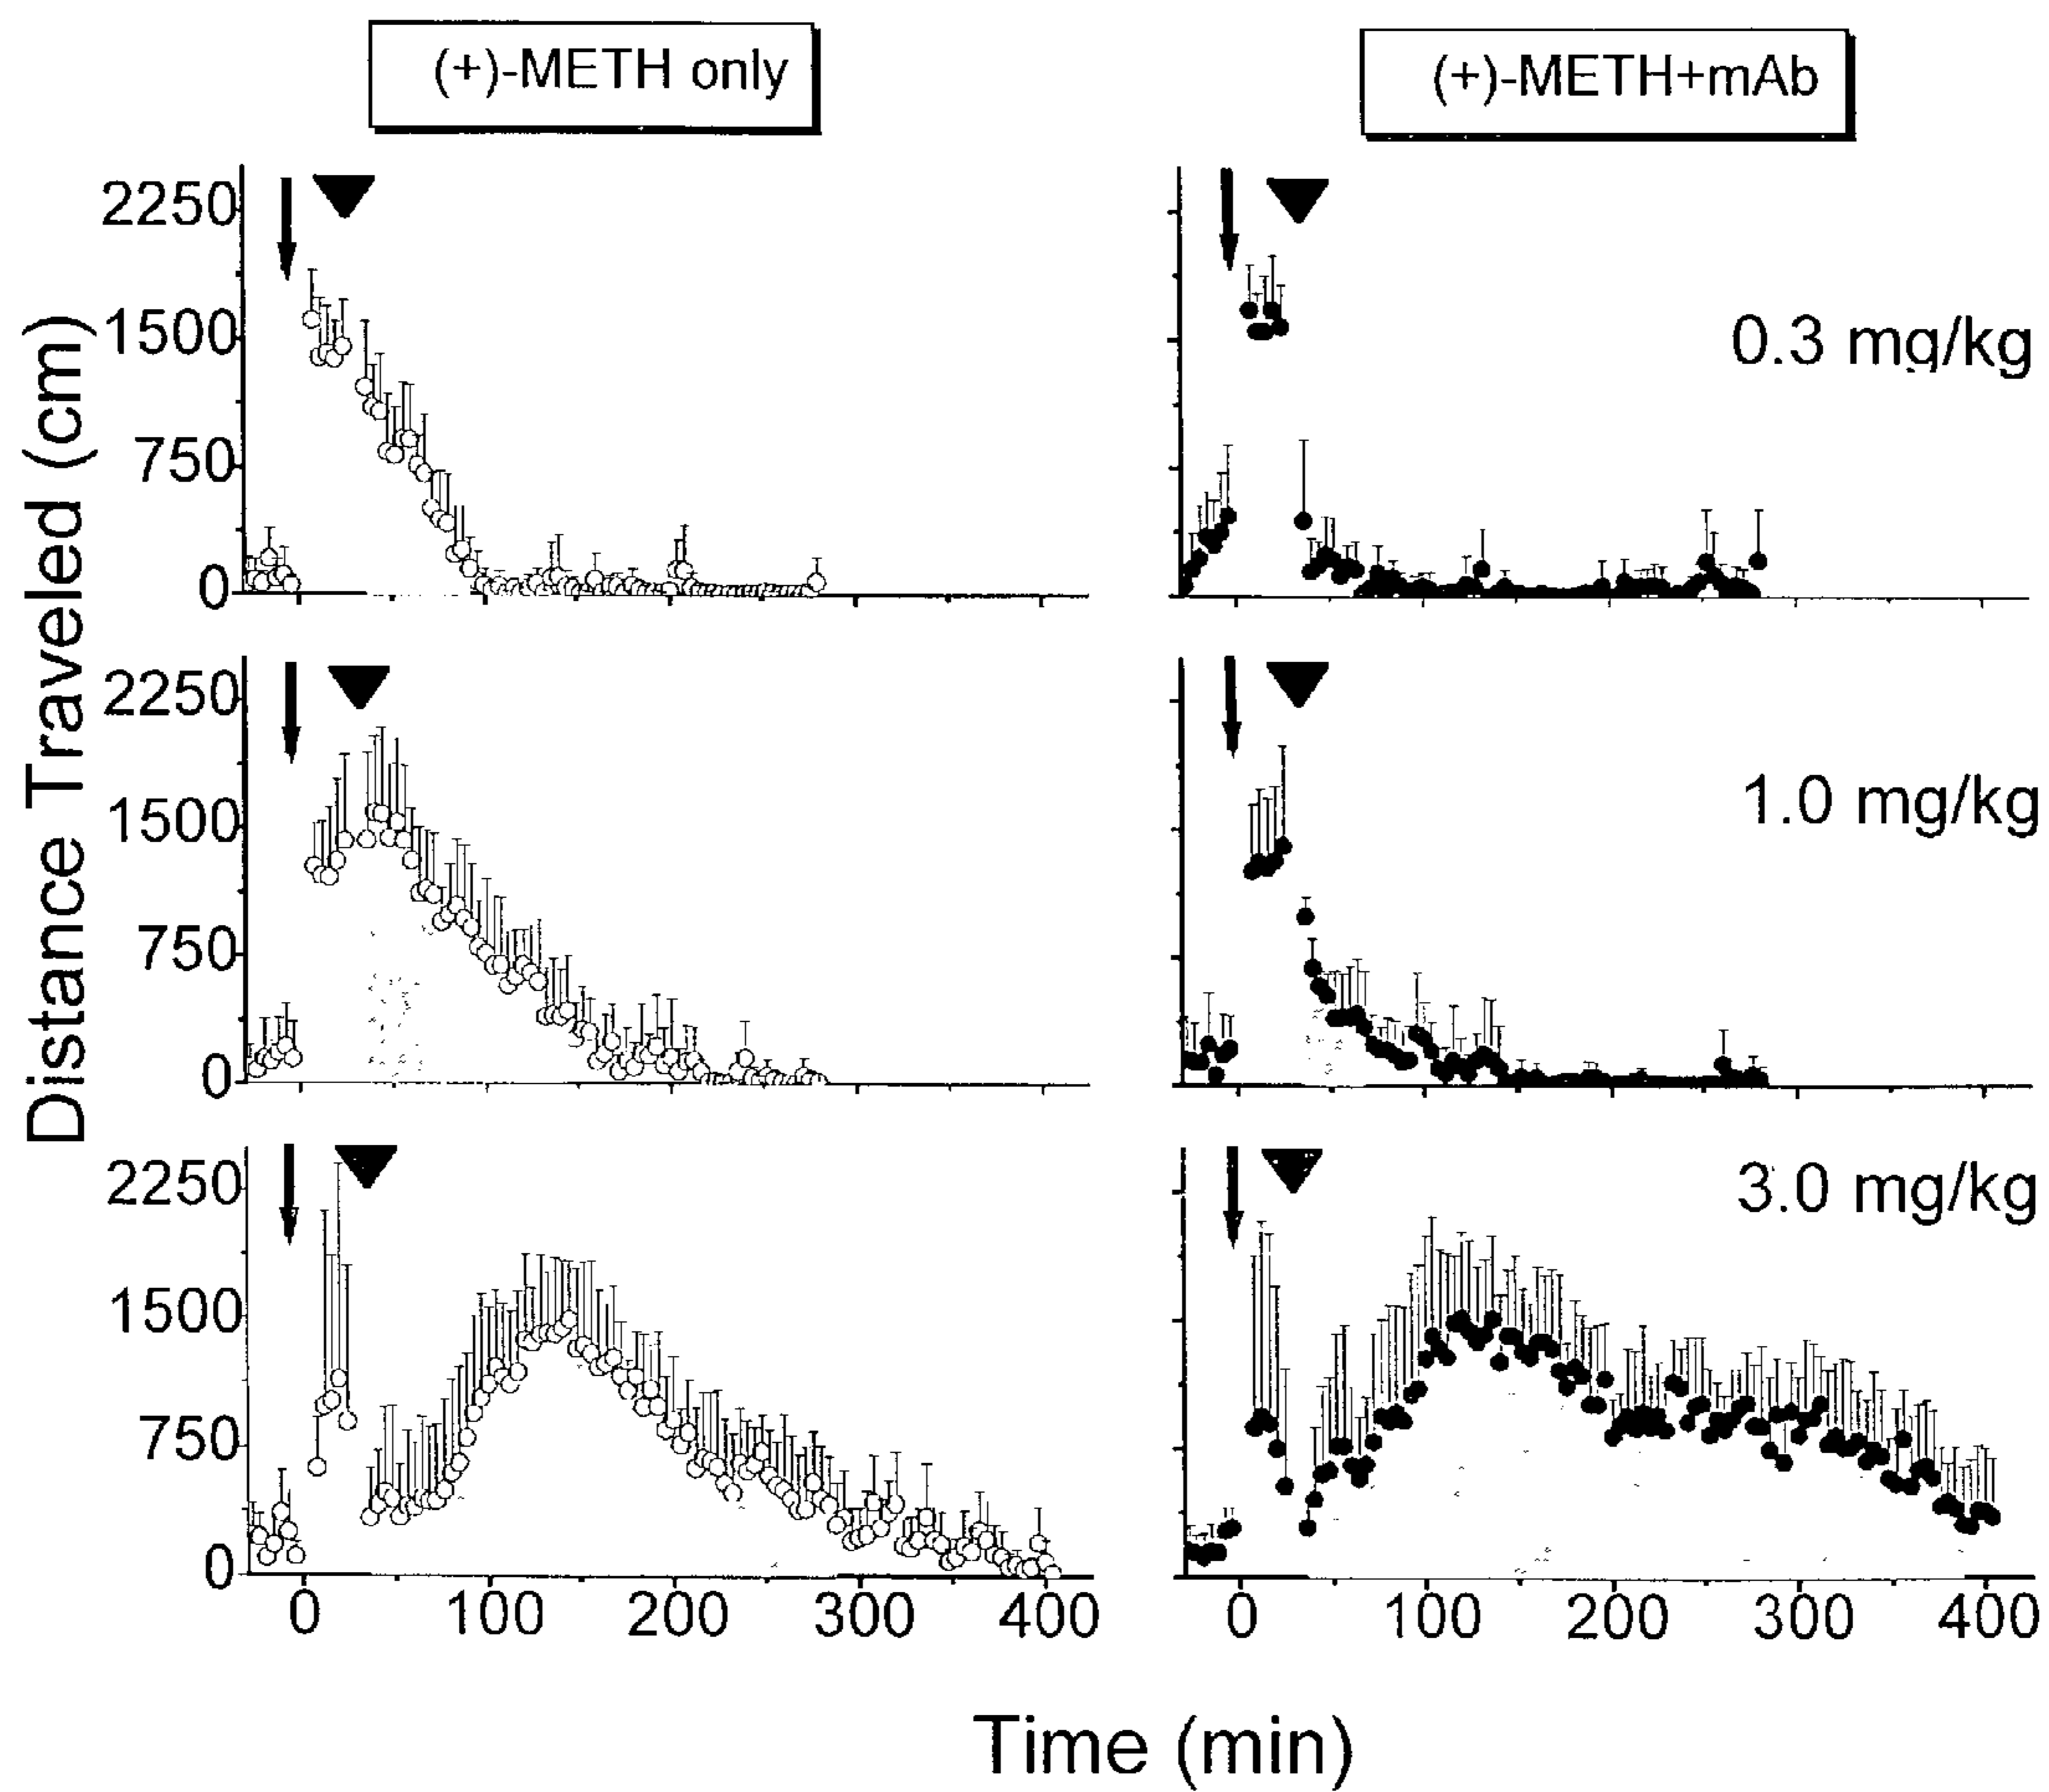 (+)-METH only
(+)-METH+mAb
Distance Traveled (cm)
2250
1500
750
0
0.3 mg/kg
2250
1500
750
0
1.0 mg/kg
2250
1500
750
0
3.0 mg/kg
0 100 200 300 400
0 100 200 300 400
Time (min)